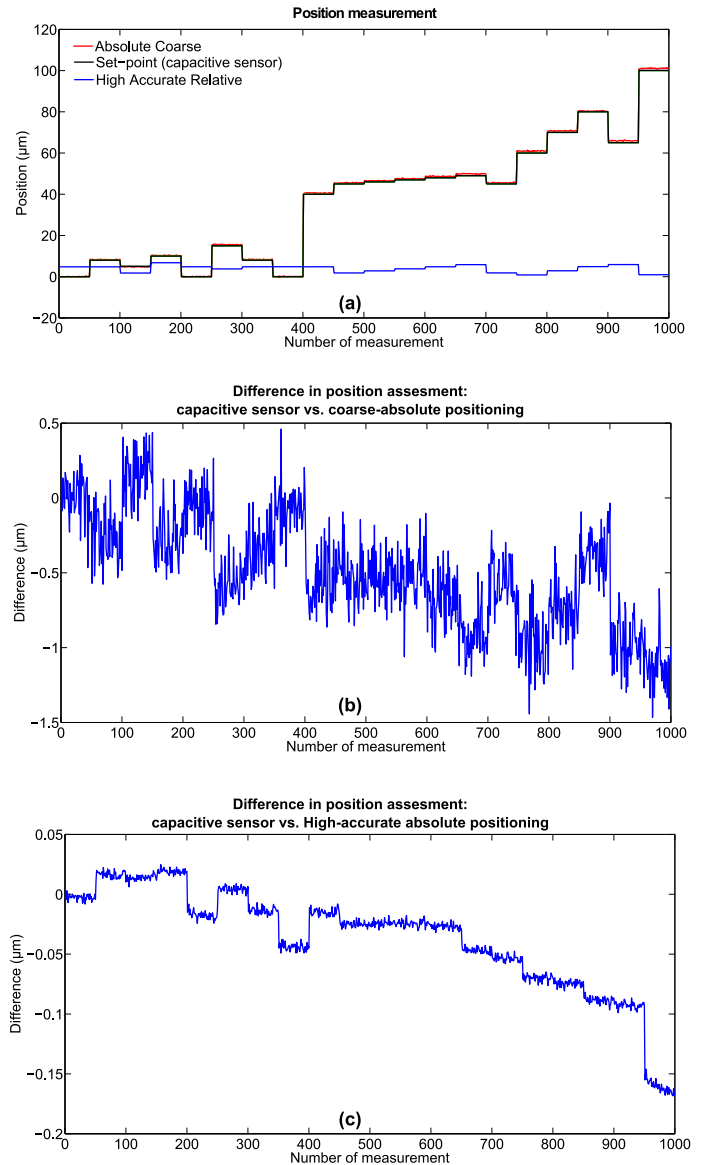 Position measurement
120
100
80
60
40
20
0
−20
Position (µm)
Absolute Coarse
Set-point (capacitive sensor)
High Accurate Relative
(a)
0 100 200 300 400 500 600 700 800 900 1000
Number of measurement
Difference in position assesment:
capacitive sensor vs. coarse-absolute positioning
0.5
0
−0.5
−1
−1.5
Difference (µm)
(b)
0 100 200 300 400 500 600 700 800 900 1000
Number of measurement
Difference in position assesment:
capacitive sensor vs. High-accurate absolute positioning
0.05
0
−0.05
−0.1
−0.15
−0.2
Difference (µm)
(c)
0 100 200 300 400 500 600 700 800 900 1000
Number of measurement